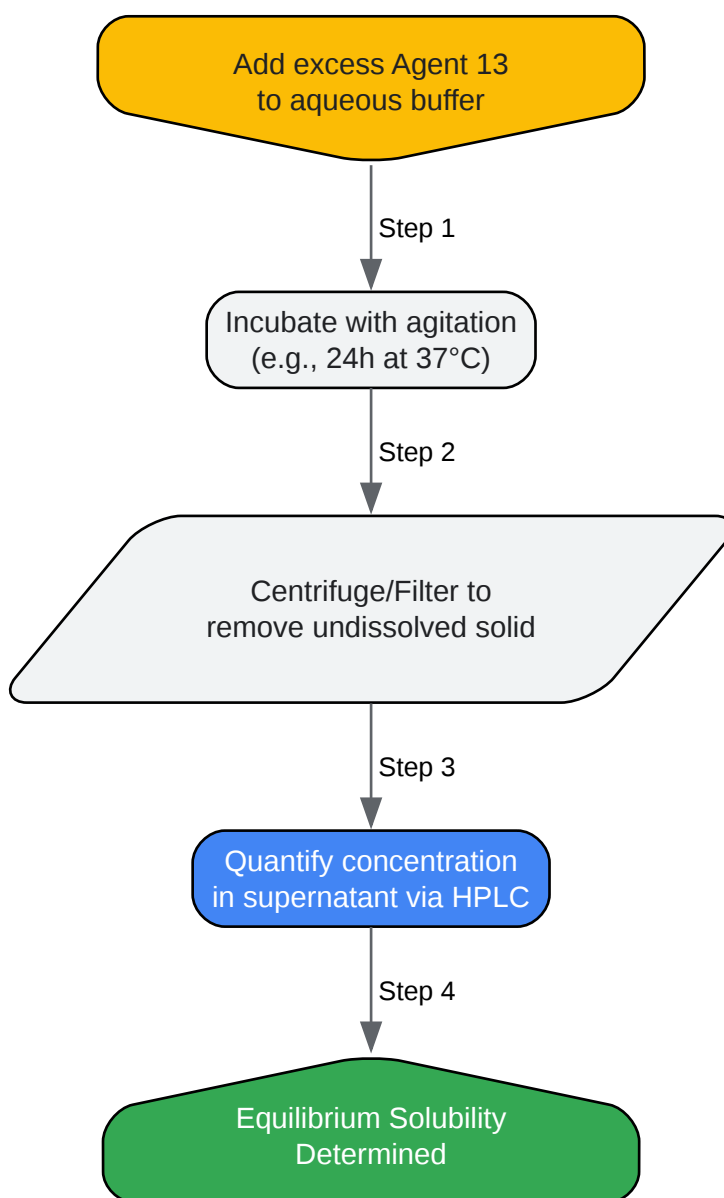 Add excess Agent 13
to aqueous buffer
Step 1
Incubate with agitation
(e.g., 24h at 37°C)
Step 2
Centrifuge/Filter to
remove undissolved solid
Step 3
Quantify concentration
in supernatant via HPLC
Step 4
Equilibrium Solubility
Determined